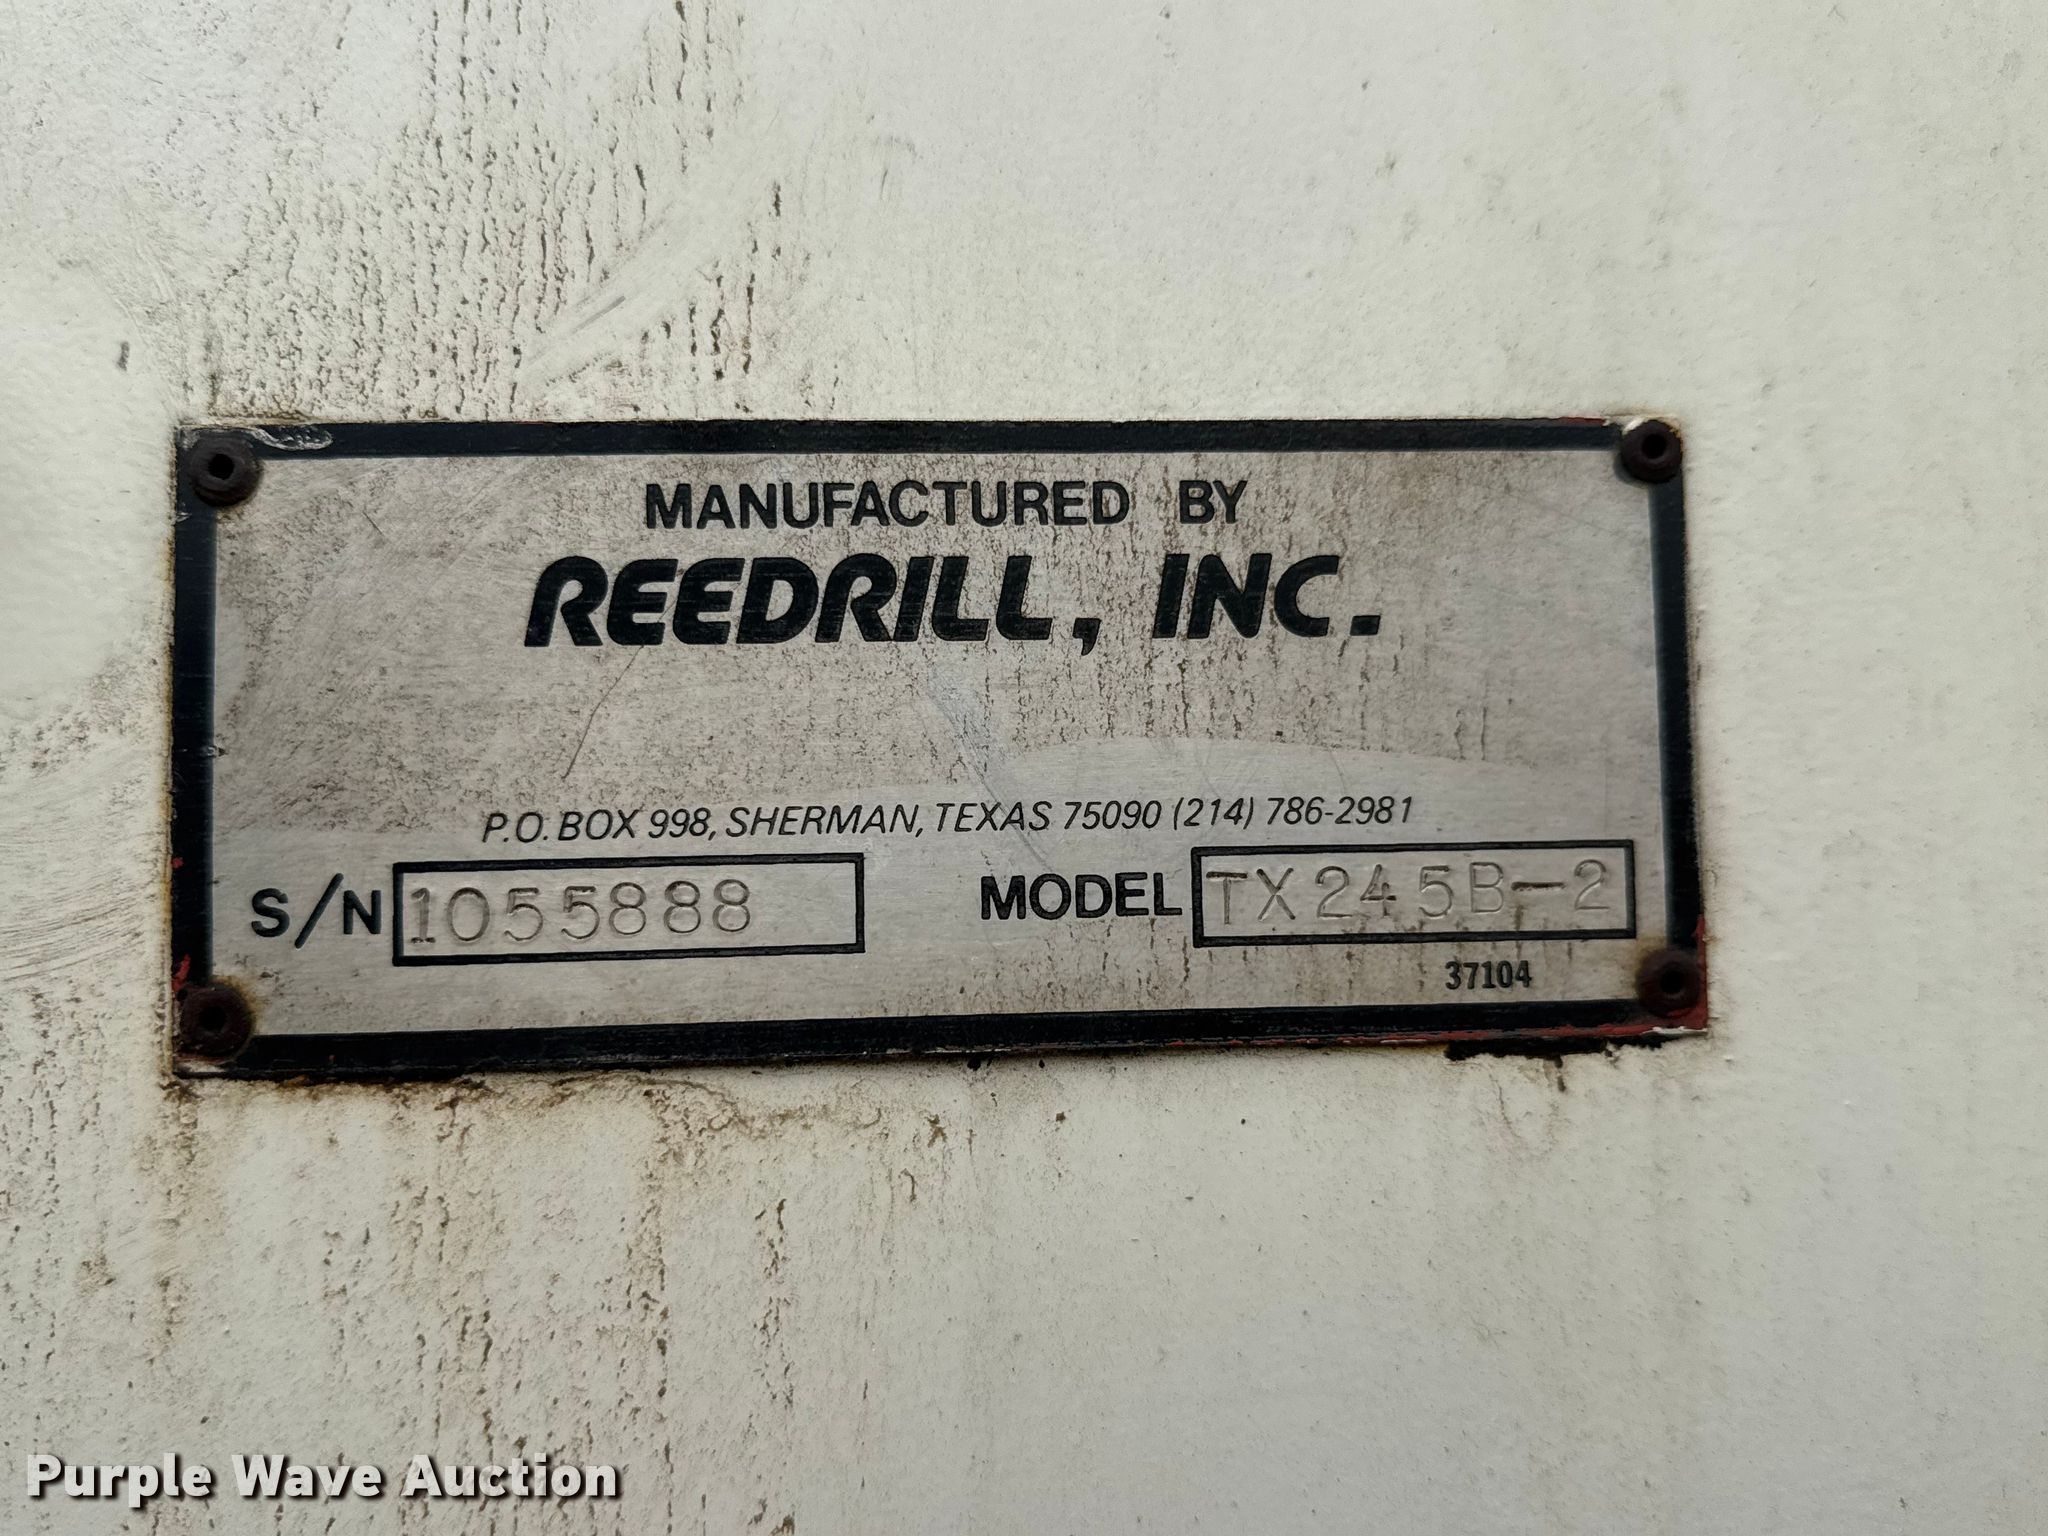 MANUFACTURED BY
REEDRILL, INC.
P.O. BOX 998, SHERMAN, TEXAS 75090 (214) 786-2981
S/N 1055888 MODEL TX245B-2
37104
Purple Wave Auction